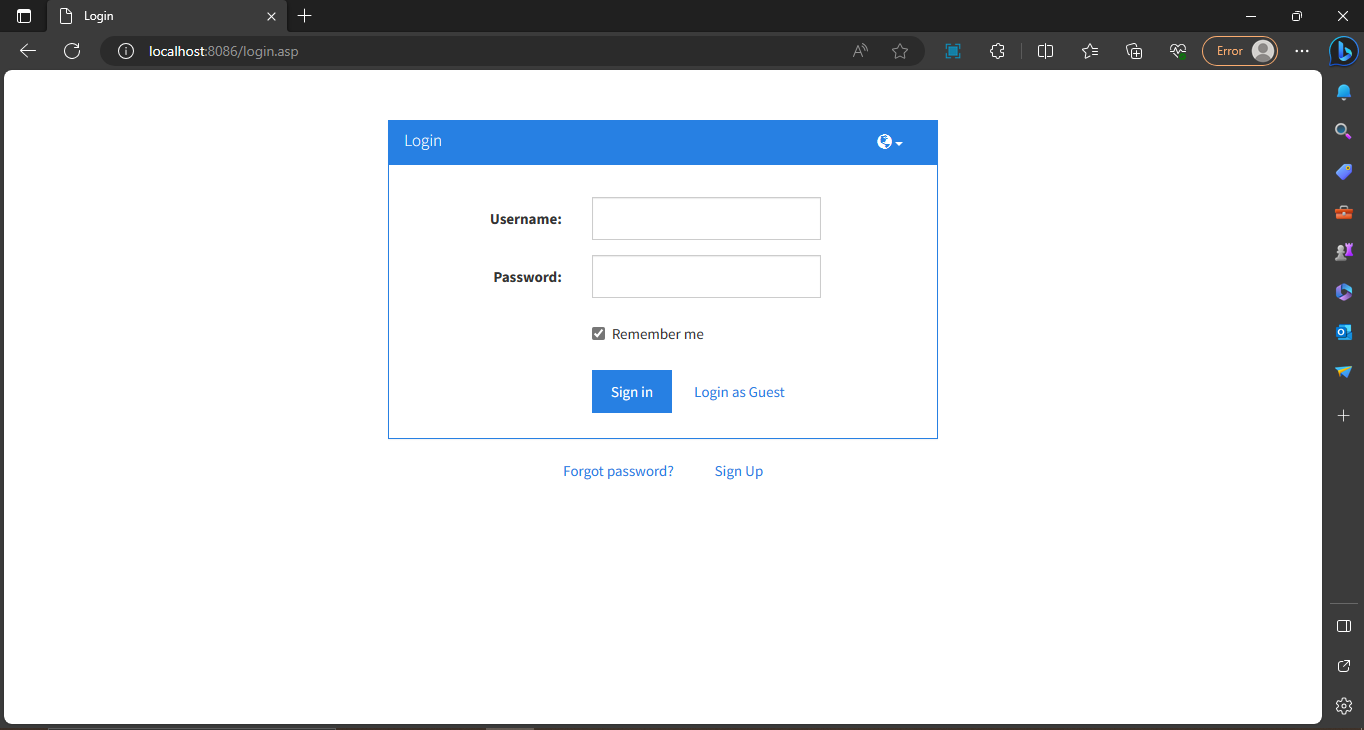 Login
localhost:8086/login.asp
Error
Login
Username:
Password:
Remember me
Sign in Login as Guest
Forgot password? Sign Up